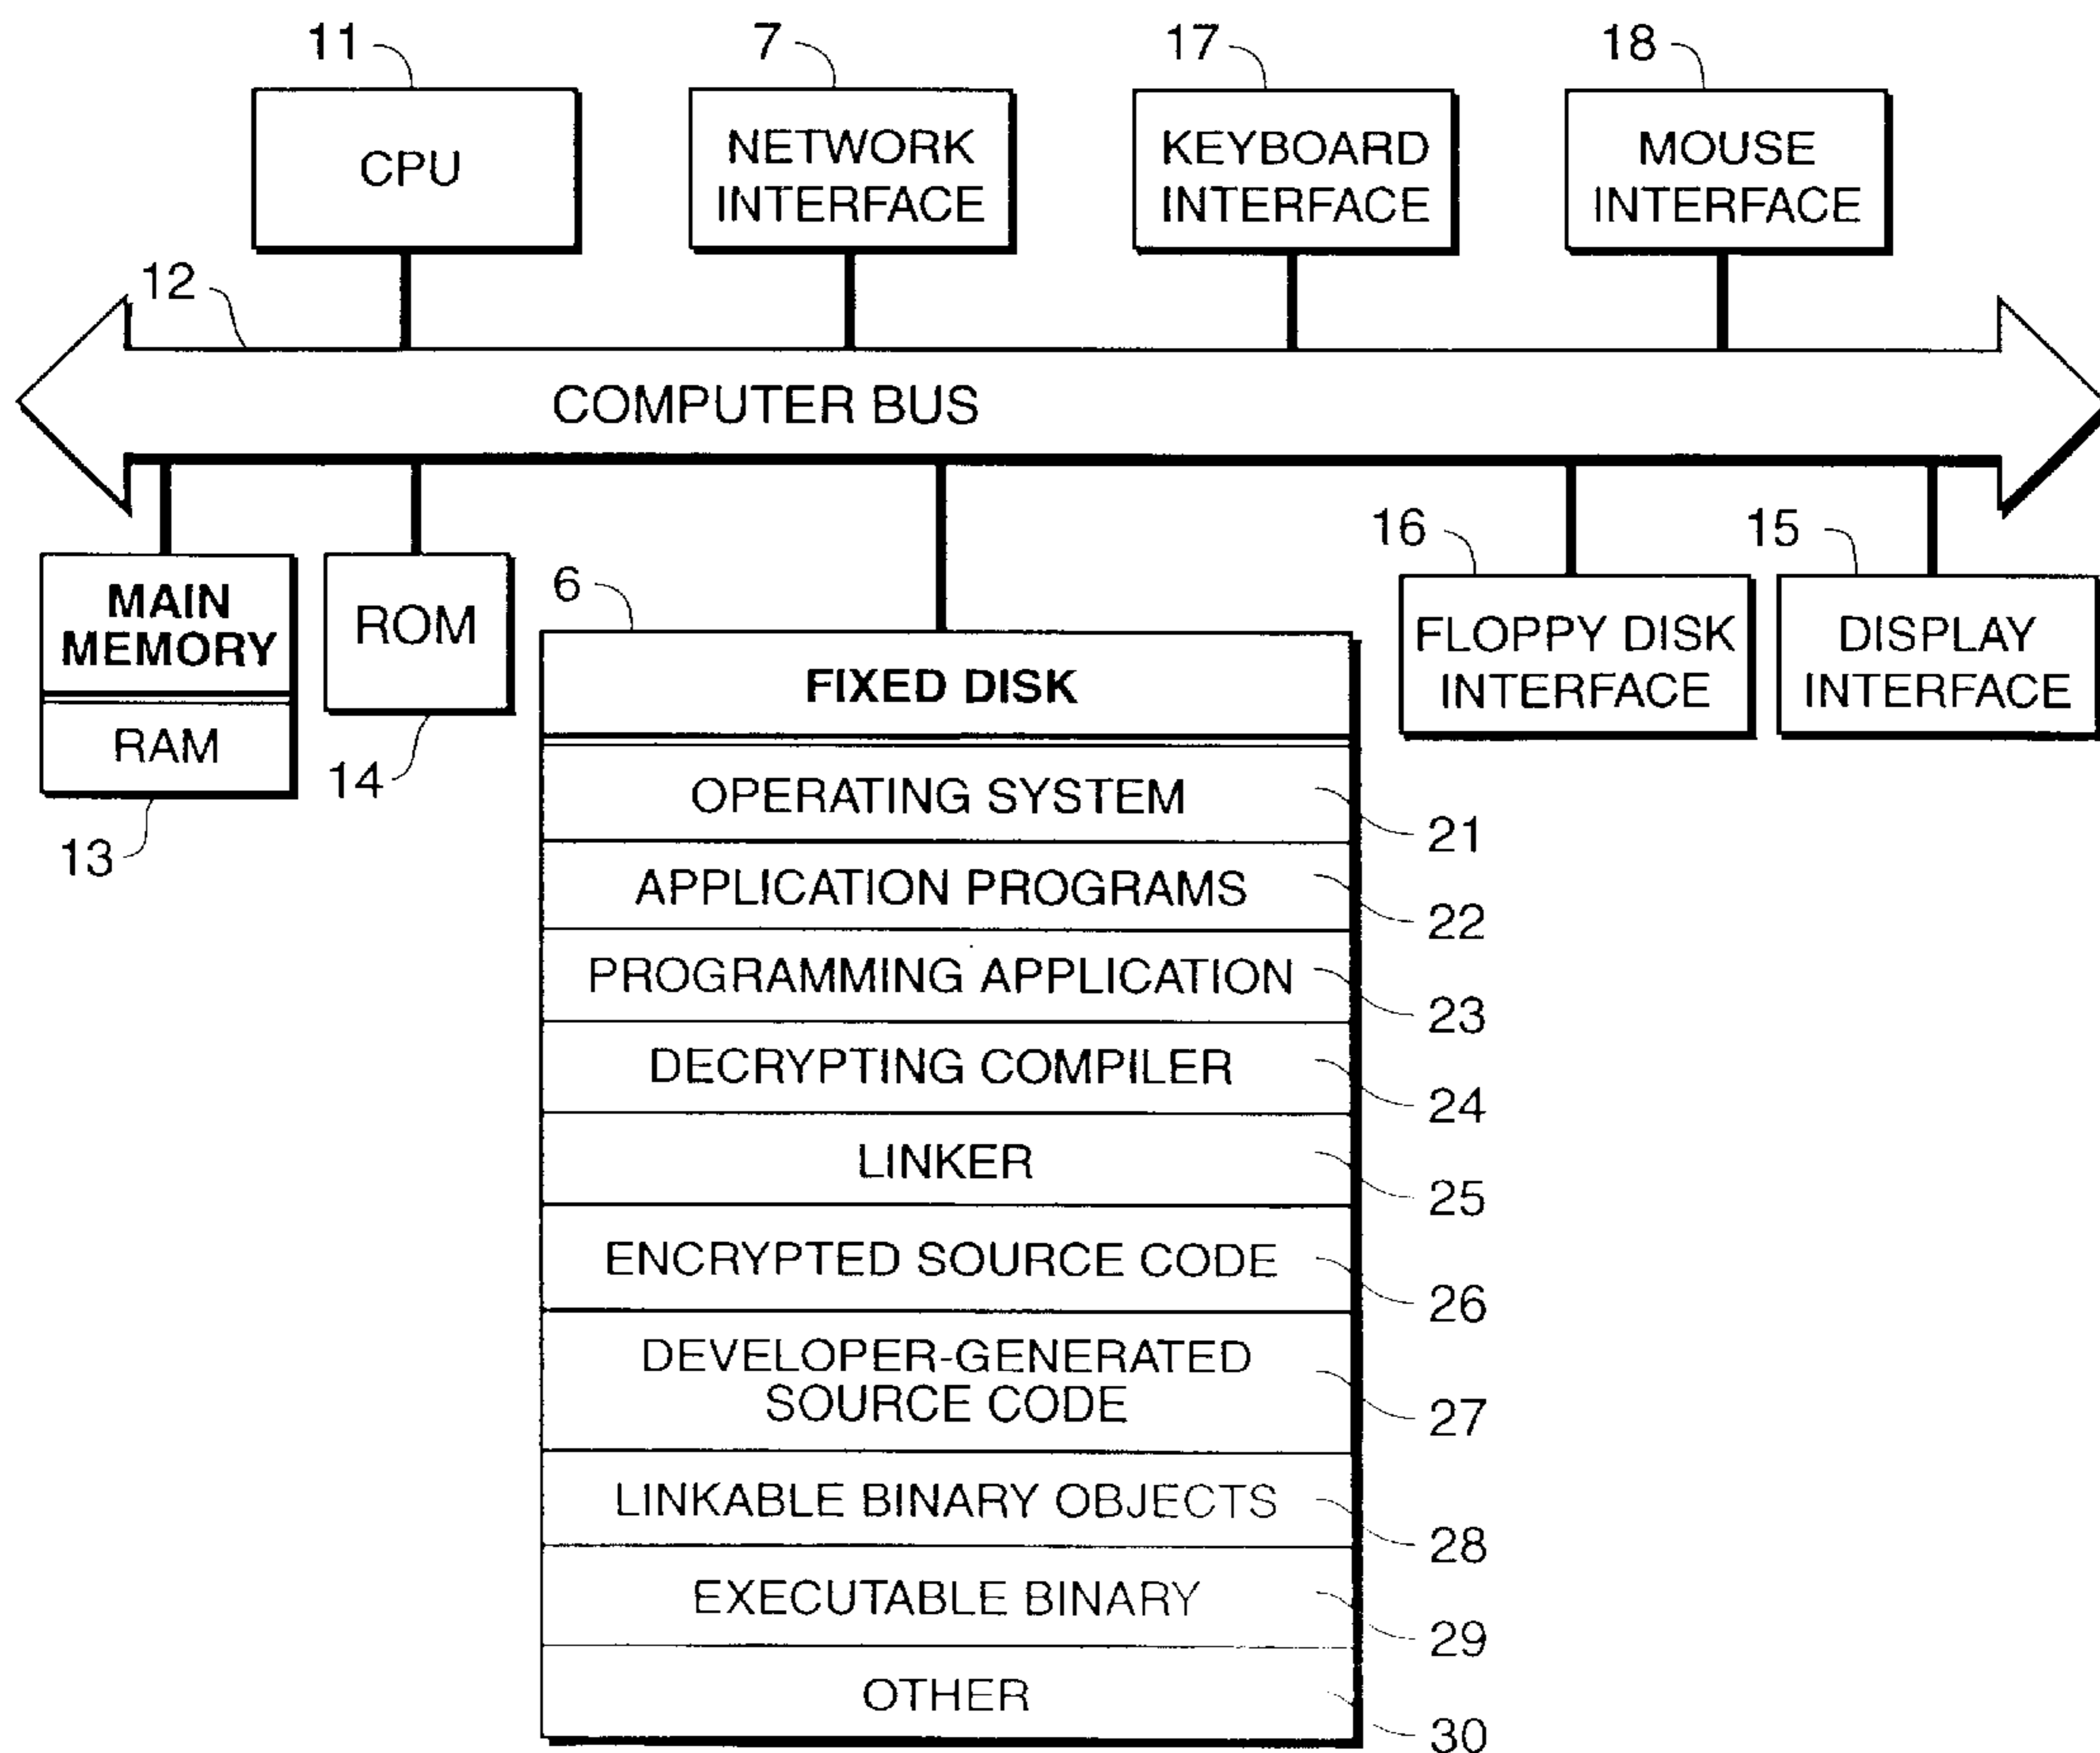 11
7
17
18
CPU
NETWORK
INTERFACE
KEYBOARD
INTERFACE
MOUSE
INTERFACE
12
COMPUTER BUS
16
15
6
MAIN
MEMORY
RAM
13
ROM
14
FLOPPY DISK
INTERFACE
DISPLAY
INTERFACE
FIXED DISK
OPERATING SYSTEM
21
APPLICATION PROGRAMS
22
PROGRAMMING APPLICATION
23
DECRYPTING COMPILER
24
LINKER
25
ENCRYPTED SOURCE CODE
26
DEVELOPER-GENERATED
SOURCE CODE
27
LINKABLE BINARY OBJECTS
28
EXECUTABLE BINARY
29
OTHER
30